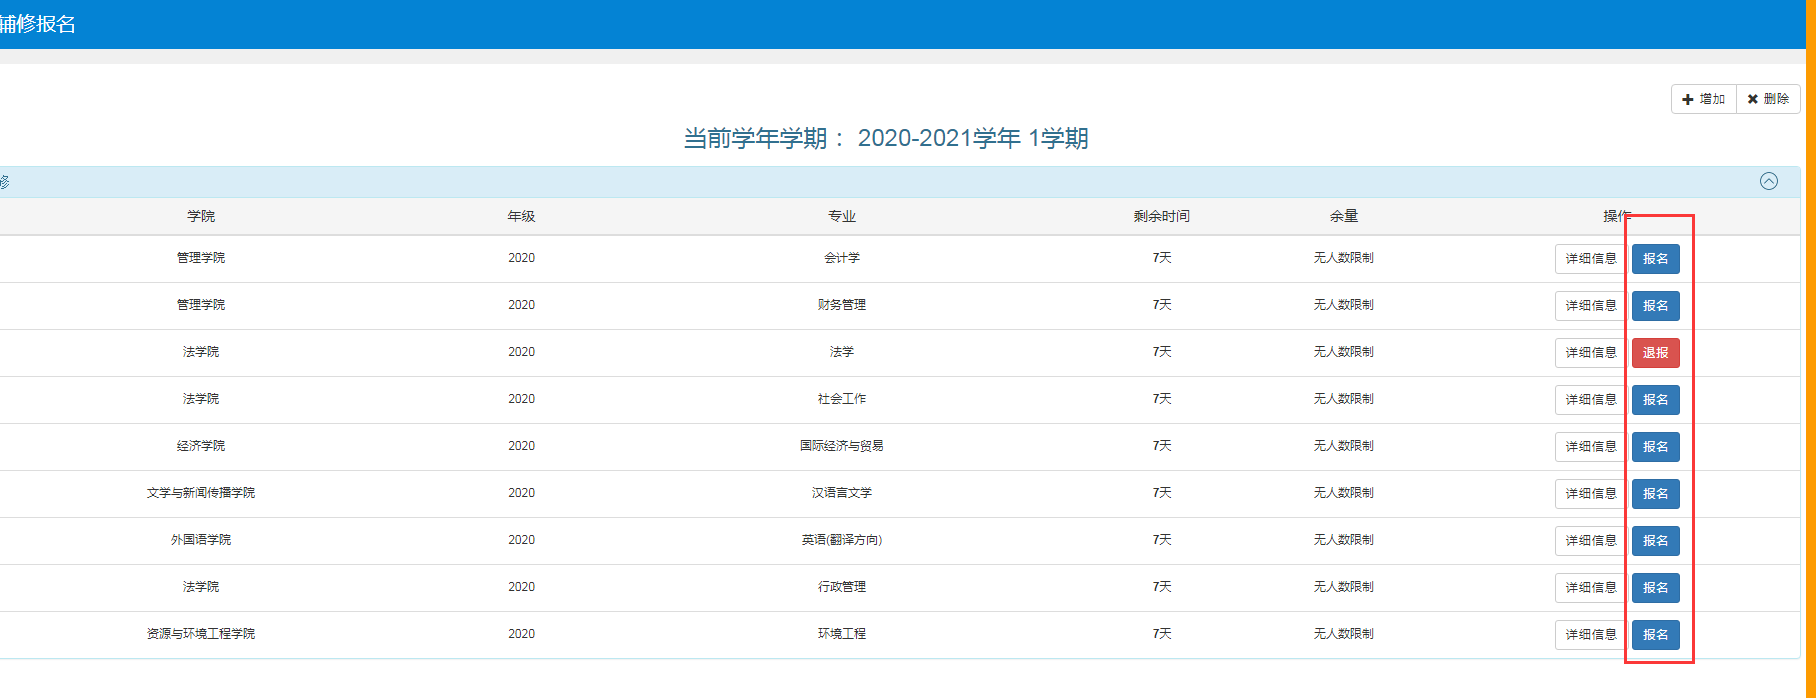 辅修报名
增加 删除
当前学年学期： 2020-2021学年 1学期
修
学院 年级 专业 剩余时间 余量 操作
管理学院 2020 会计学 7天 无人数限制 详细信息 报名
管理学院 2020 财务管理 7天 无人数限制 详细信息 报名
法学院 2020 法学 7天 无人数限制 详细信息 退报
法学院 2020 社会工作 7天 无人数限制 详细信息 报名
经济学院 2020 国际经济与贸易 7天 无人数限制 详细信息 报名
文学与新闻传播学院 2020 汉语言文学 7天 无人数限制 详细信息 报名
外国语学院 2020 英语(翻译方向) 7天 无人数限制 详细信息 报名
法学院 2020 行政管理 7天 无人数限制 详细信息 报名
资源与环境工程学院 2020 环境工程 7天 无人数限制 详细信息 报名